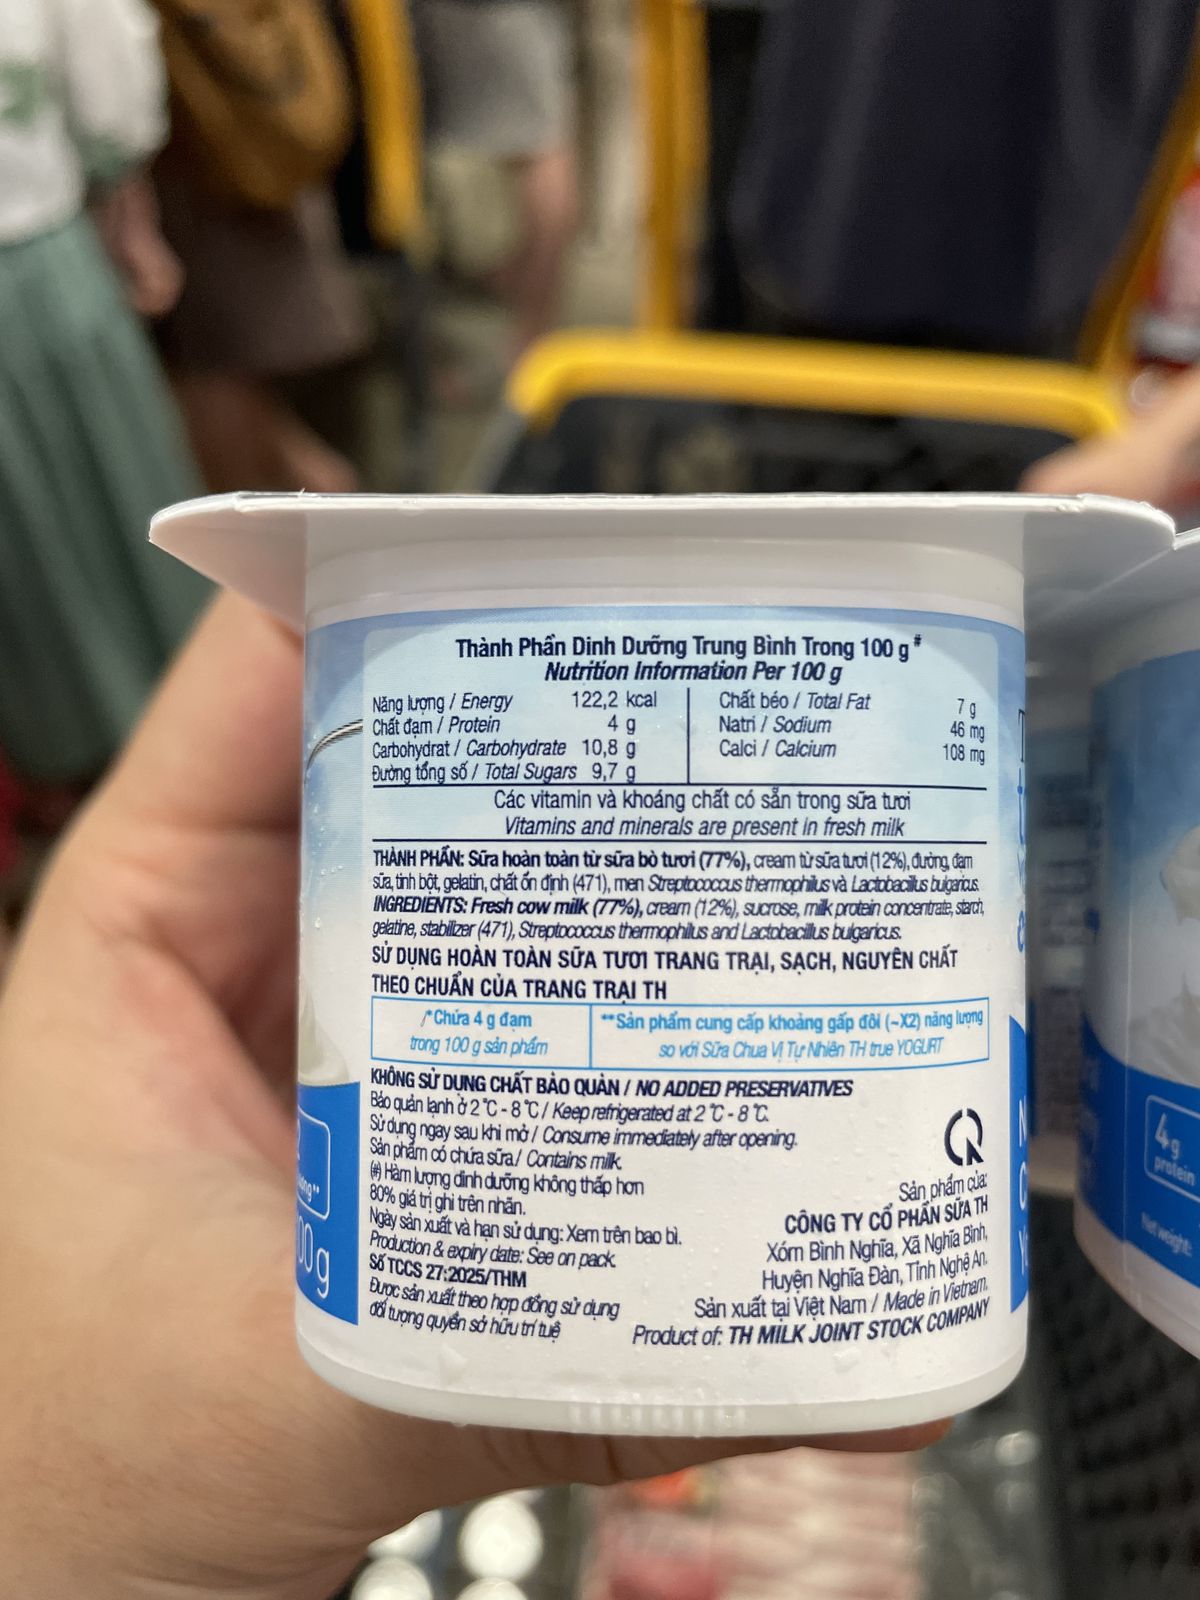 Thành Phần Dinh Dưỡng Trung Bình Trong 100 g#
Nutrition Information Per 100 g
Năng lượng / Energy 122,2 kcal
Chất đạm / Protein 4 g
Carbohydrat / Carbohydrate 10,8 g
Đường tổng số / Total Sugars 9,7 g
Chất béo / Total Fat 7 g
Natri / Sodium 46 mg
Calci / Calcium 108 mg
Các vitamin và khoáng chất có sẵn trong sữa tươi
Vitamins and minerals are present in fresh milk
THÀNH PHẦN: Sữa hoàn toàn từ sữa bò tươi (77%), cream từ sữa tươi (12%), đường, đạm
sữa, tinh bột, gelatin, chất ổn định (471), men Streptococcus thermophilus và Lactobacillus bulgaricus.
INGREDIENTS: Fresh cow milk (77%), cream (12%), sucrose, milk protein concentrate, starch,
gelatine, stabilizer (471), Streptococcus thermophilus and Lactobacillus bulgaricus.
SỬ DỤNG HOÀN TOÀN SỮA TƯƠI TRANG TRẠI, SẠCH, NGUYÊN CHẤT
THEO CHUẨN CỦA TRANG TRẠI TH
*Chứa 4 g đạm
trong 100 g sản phẩm
**Sản phẩm cung cấp khoảng gấp đôi (~X2) năng lượng
so với Sữa Chua Vị Tự Nhiên TH true YOGURT
KHÔNG SỬ DỤNG CHẤT BẢO QUẢN / NO ADDED PRESERVATIVES
Bảo quản lạnh ở 2 °C - 8 °C / Keep refrigerated at 2 °C - 8 °C.
Sử dụng ngay sau khi mở / Consume immediately after opening.
Sản phẩm có chứa sữa / Contains milk.
(#) Hàm lượng dinh dưỡng không thấp hơn
80% giá trị ghi trên nhãn.
Ngày sản xuất và hạn sử dụng: Xem trên bao bì.
Production & expiry date: See on pack.
Số TCCS 27:2025/THM
Được sản xuất theo hợp đồng sử dụng
đối tượng quyền sở hữu trí tuệ
Sản phẩm của:
CÔNG TY CỔ PHẦN SỮA TH
Xóm Bình Nghĩa, Xã Nghĩa Bình,
Huyện Nghĩa Đàn, Tỉnh Nghệ An.
Sản xuất tại Việt Nam / Made in Vietnam.
Product of: TH MILK JOINT STOCK COMPANY
4g
protein
Net weight: